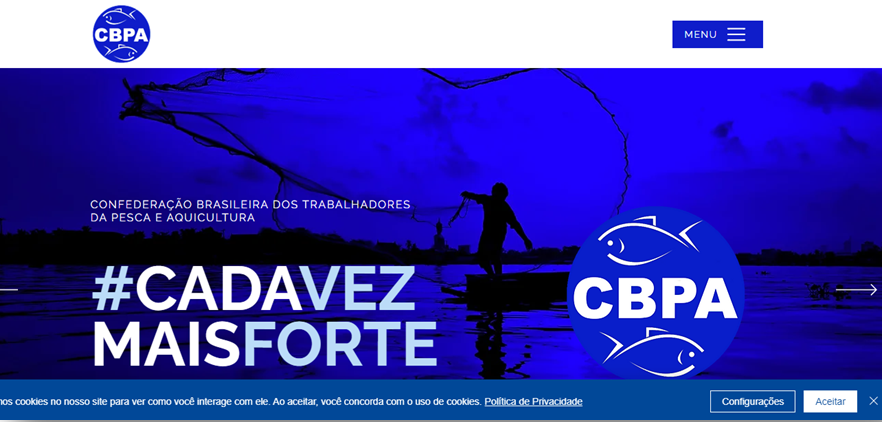 CBPA
MENU
CONFEDERAÇÃO BRASILEIRA DOS TRABALHADORES
DA PESCA E AQUICULTURA
#CADAVEZ
MAISFORTE
CBPA
cookies no nosso site para ver como você interage com ele. Ao aceitar, você concorda com o uso de cookies. Política de Privacidade
Configurações
Aceitar